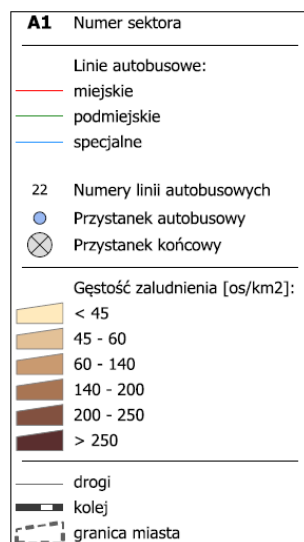 A1 Numer sektora
Linie autobusowe:
miejskie
podmiejskie
specjalne
22 Numery linii autobusowych
Przystanek autobusowy
Przystanek końcowy
Gęstość zaludnienia [os/km2]:
< 45
45 - 60
60 - 140
140 - 200
200 - 250
> 250
drogi
kolej
granica miasta